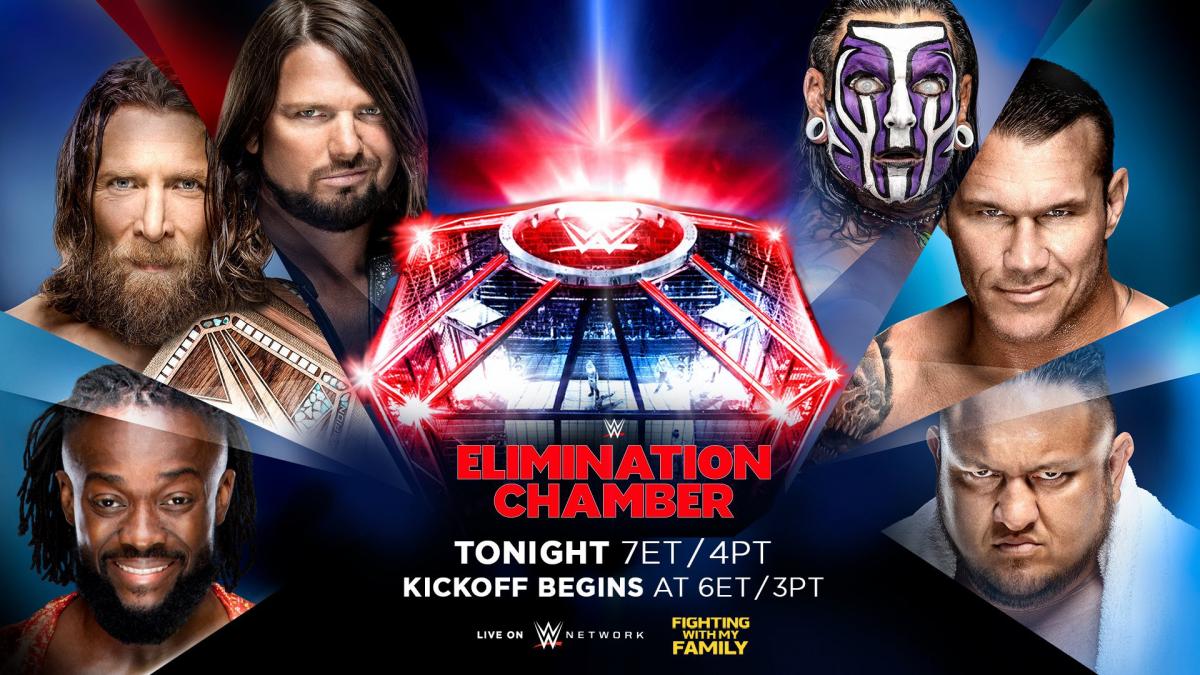 W
ELIMINATION
CHAMBER
TONIGHT 7ET/4PT
KICKOFF BEGINS AT 6ET/3PT
LIVE ON W NETWORK
FIGHTING
WITH MY
FAMILY